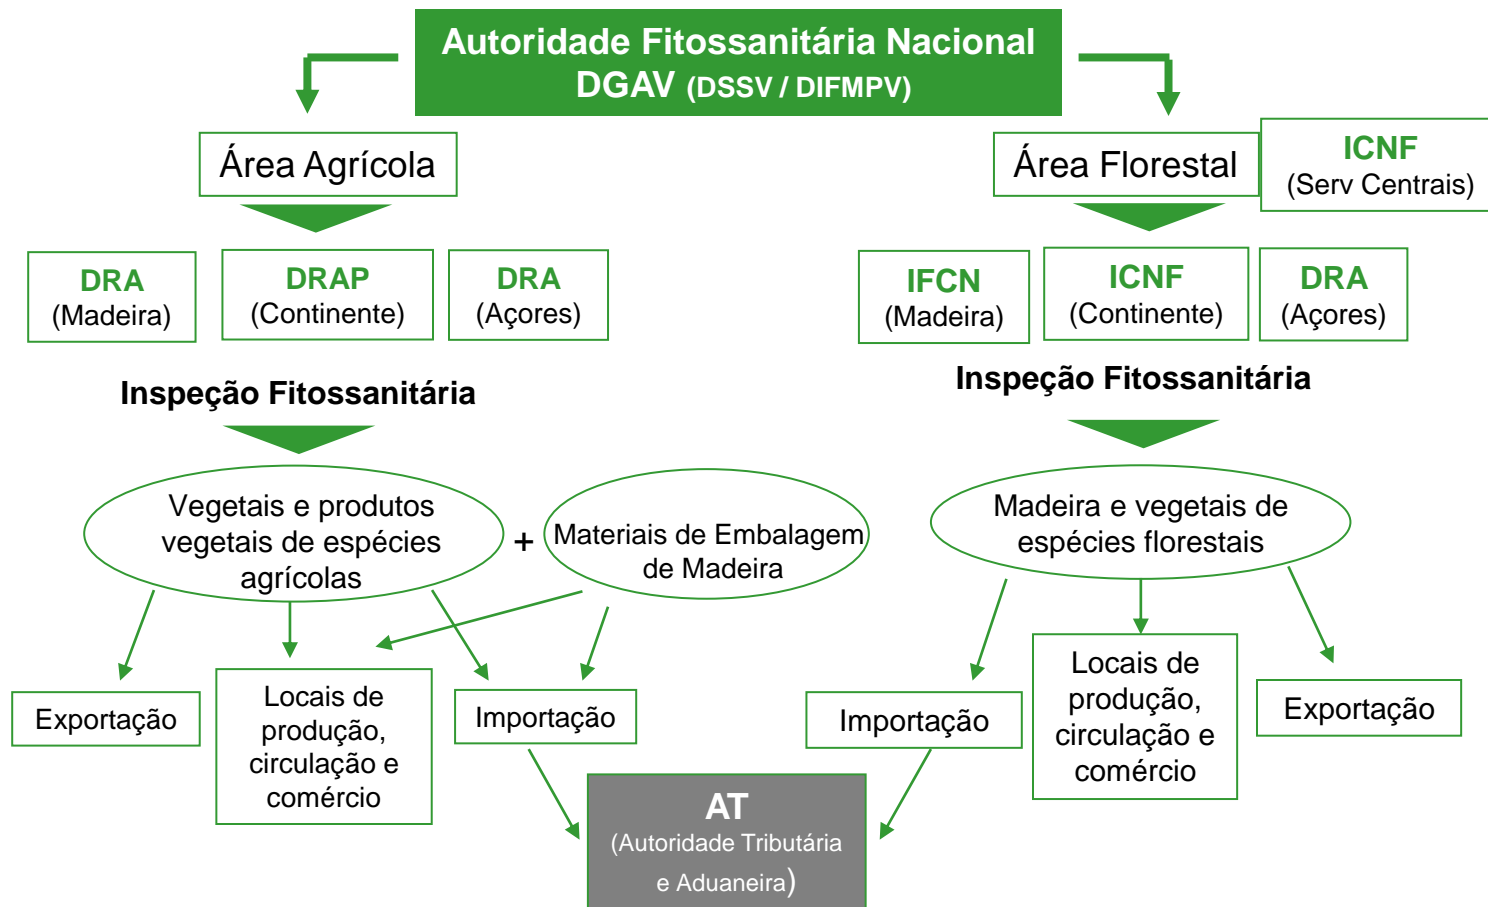 Autoridade Fitossanitária Nacional
DGAV (DSSV / DIFMPV)
Área Agrícola
Área Florestal
ICNF
(Serv Centrais)
DRA
(Madeira)
DRAP
(Continente)
DRA
(Açores)
IFCN
(Madeira)
ICNF
(Continente)
DRA
(Açores)
Inspeção Fitossanitária
Inspeção Fitossanitária
Vegetais e produtos
vegetais de espécies
agrícolas
+
Materiais de Embalagem
de Madeira
Madeira e vegetais de
espécies florestais
Exportação
Locais de
produção,
circulação e
comércio
Importação
Importação
Locais de
produção,
circulação e
comércio
Exportação
AT
(Autoridade Tributária
e Aduaneira)